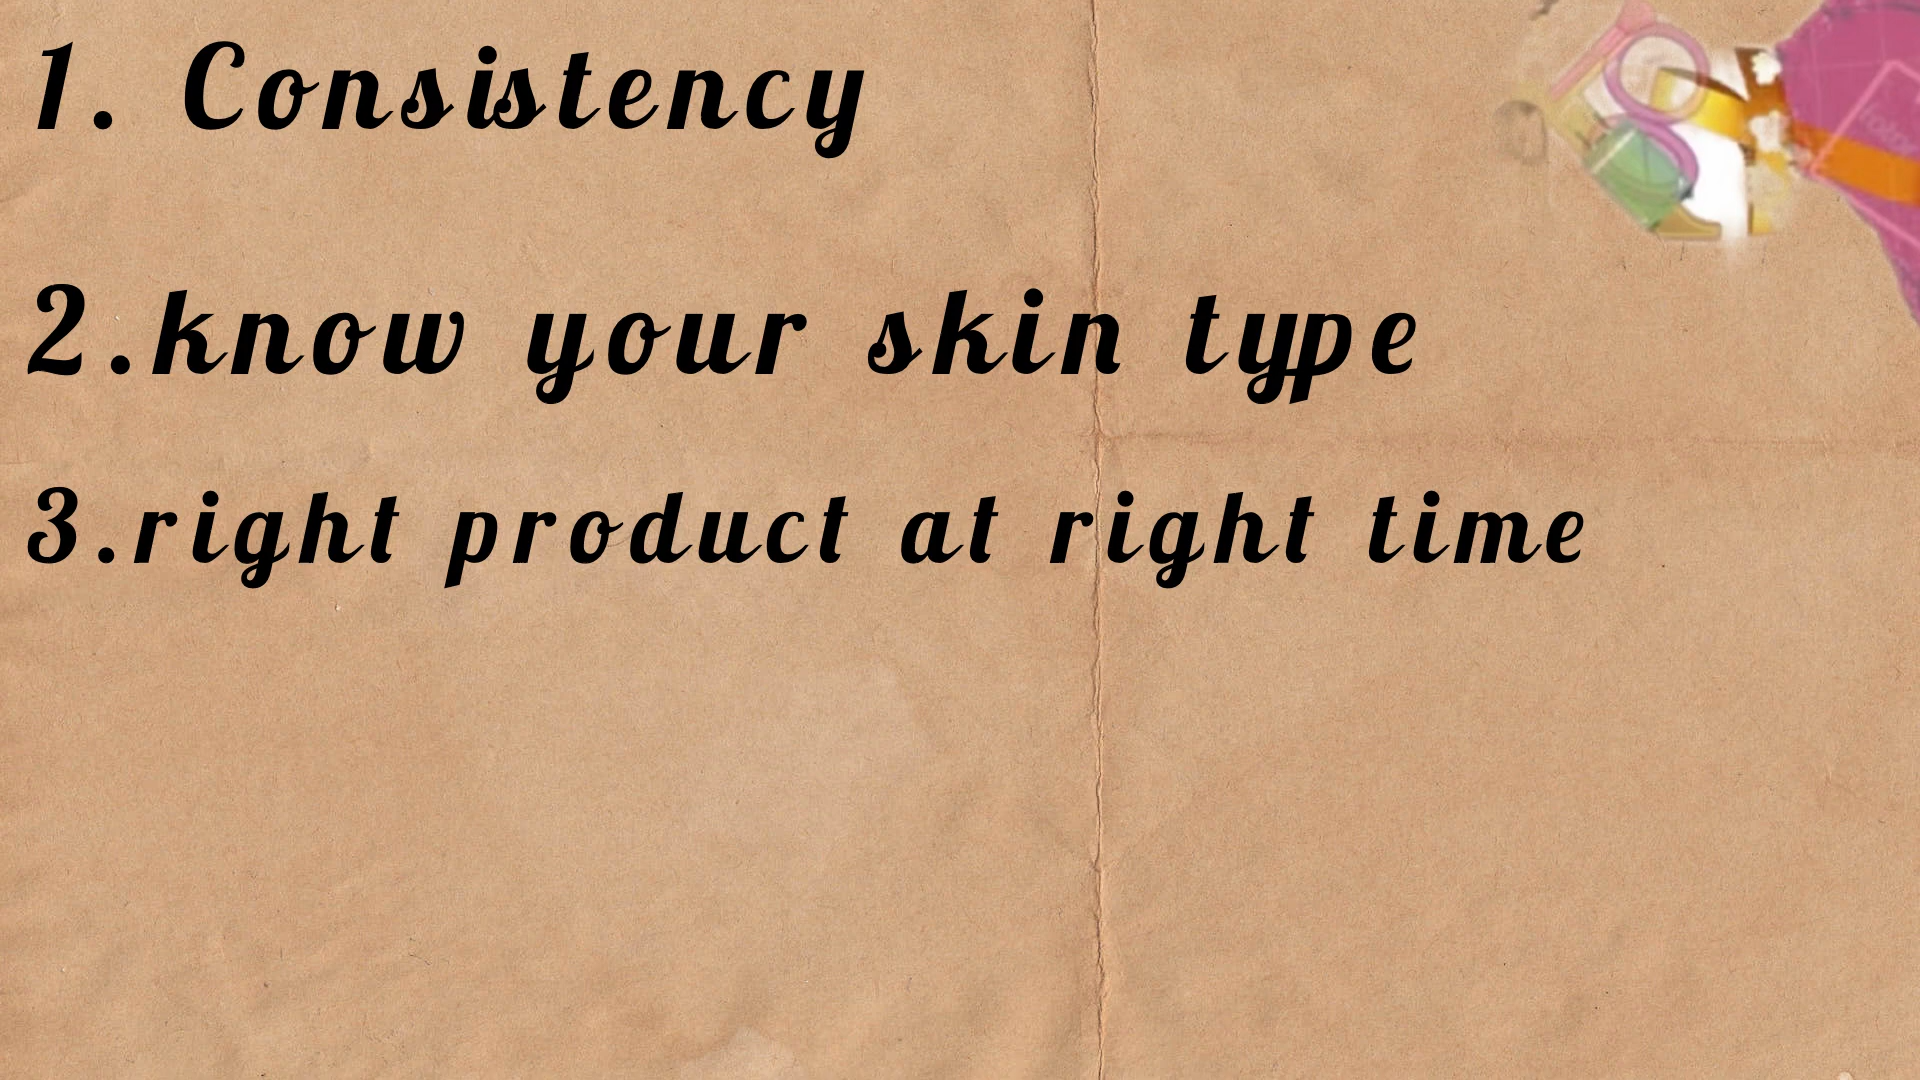 1. Consistency
2.know your skin type
3.right product at right time